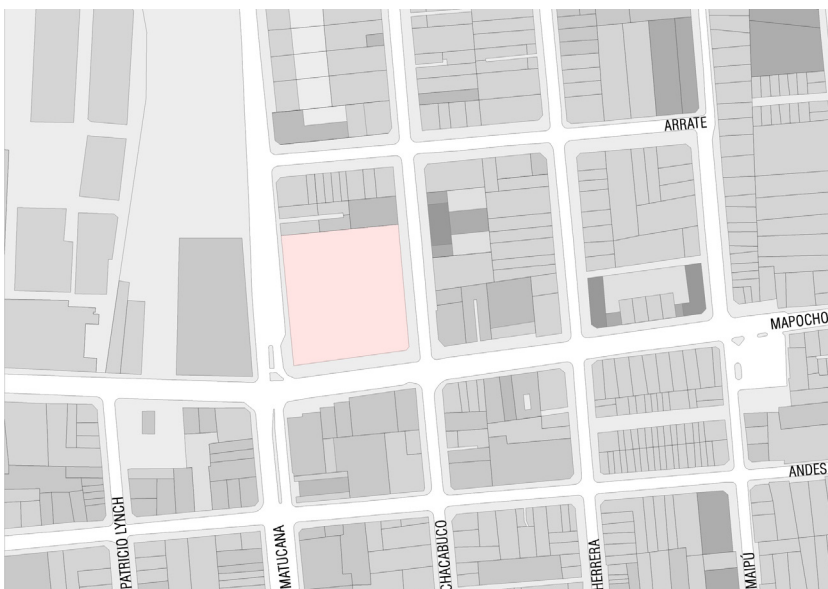 ARRATE
MAPOCHO
ANDES
PATRICIO LYNCH
MATUCANA
CHACABUCO
HERRERA
MAIPÚ